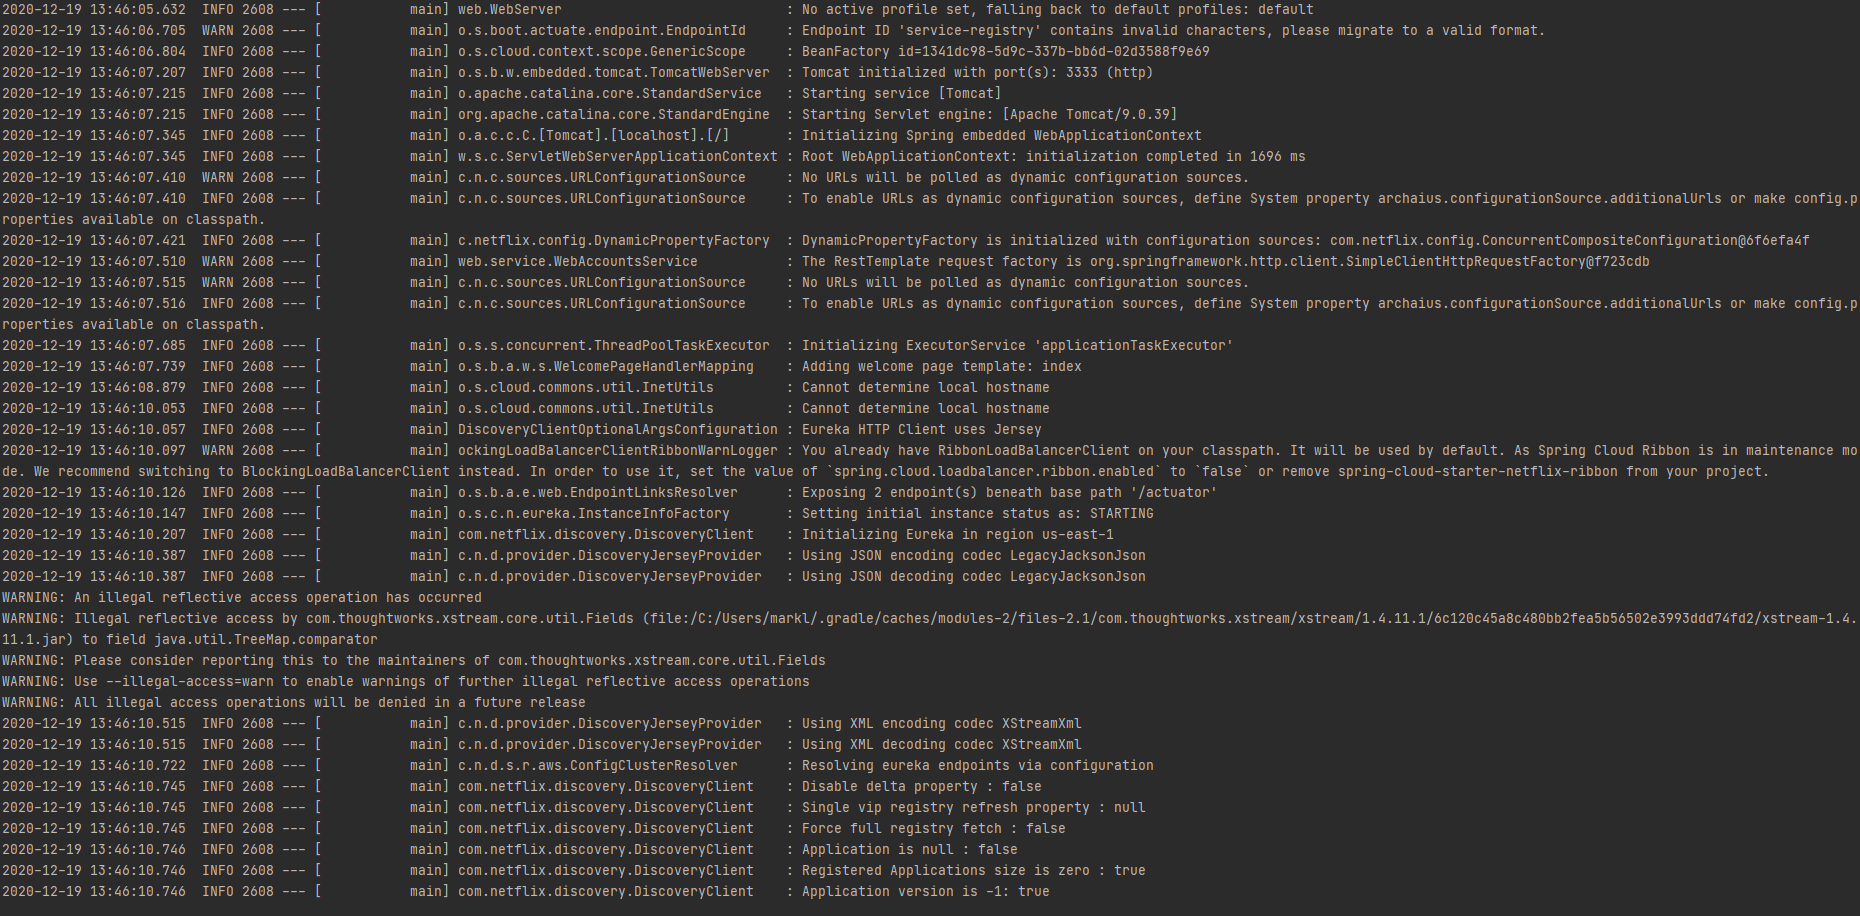 2020-12-19 13:46:05.632  INFO 2608 --- [           main] web.WebServer                            : No active profile set, falling back to default profiles: default
2020-12-19 13:46:06.705  WARN 2608 --- [           main] o.s.boot.actuate.endpoint.EndpointId     : Endpoint ID 'service-registry' contains invalid characters, please migrate to a valid format.
2020-12-19 13:46:06.804  INFO 2608 --- [           main] o.s.cloud.context.scope.GenericScope     : BeanFactory id=1341dc98-5d9c-337b-bb6d-02d3588f9e69
2020-12-19 13:46:07.207  INFO 2608 --- [           main] o.s.b.w.embedded.tomcat.TomcatWebServer  : Tomcat initialized with port(s): 3333 (http)
2020-12-19 13:46:07.215  INFO 2608 --- [           main] o.apache.catalina.core.StandardService   : Starting service [Tomcat]
2020-12-19 13:46:07.215  INFO 2608 --- [           main] org.apache.catalina.core.StandardEngine  : Starting Servlet engine: [Apache Tomcat/9.0.39]
2020-12-19 13:46:07.345  INFO 2608 --- [           main] o.a.c.c.C.[Tomcat].[localhost].[/]       : Initializing Spring embedded WebApplicationContext
2020-12-19 13:46:07.345  INFO 2608 --- [           main] w.s.c.ServletWebServerApplicationContext : Root WebApplicationContext: initialization completed in 1696 ms
2020-12-19 13:46:07.410  WARN 2608 --- [           main] c.n.c.sources.URLConfigurationSource     : No URLs will be polled as dynamic configuration sources.
2020-12-19 13:46:07.410  INFO 2608 --- [           main] c.n.c.sources.URLConfigurationSource     : To enable URLs as dynamic configuration sources, define System property archaius.configurationSource.additionalUrls or make config.p
roperties available on classpath.
2020-12-19 13:46:07.421  INFO 2608 --- [           main] c.netflix.config.DynamicPropertyFactory  : DynamicPropertyFactory is initialized with configuration sources: com.netflix.config.ConcurrentCompositeConfiguration@6f6efa4f
2020-12-19 13:46:07.510  WARN 2608 --- [           main] web.service.WebAccountsService           : The RestTemplate request factory is org.springframework.http.client.SimpleClientHttpRequestFactory@f723cdb
2020-12-19 13:46:07.515  WARN 2608 --- [           main] c.n.c.sources.URLConfigurationSource     : No URLs will be polled as dynamic configuration sources.
2020-12-19 13:46:07.516  INFO 2608 --- [           main] c.n.c.sources.URLConfigurationSource     : To enable URLs as dynamic configuration sources, define System property archaius.configurationSource.additionalUrls or make config.p
roperties available on classpath.
2020-12-19 13:46:07.685  INFO 2608 --- [           main] o.s.s.concurrent.ThreadPoolTaskExecutor  : Initializing ExecutorService 'applicationTaskExecutor'
2020-12-19 13:46:07.739  INFO 2608 --- [           main] o.s.b.a.w.s.WelcomePageHandlerMapping    : Adding welcome page template: index
2020-12-19 13:46:08.879  INFO 2608 --- [           main] o.s.cloud.commons.util.InetUtils         : Cannot determine local hostname
2020-12-19 13:46:10.053  INFO 2608 --- [           main] o.s.cloud.commons.util.InetUtils         : Cannot determine local hostname
2020-12-19 13:46:10.057  INFO 2608 --- [           main] DiscoveryClientOptionalArgsConfiguration : Eureka HTTP Client uses Jersey
2020-12-19 13:46:10.097  WARN 2608 --- [           main] ockingLoadBalancerClientRibbonWarnLogger : You already have RibbonLoadBalancerClient on your classpath. It will be used by default. As Spring Cloud Ribbon is in maintenance mo
de. We recommend switching to BlockingLoadBalancerClient instead. In order to use it, set the value of `spring.cloud.loadbalancer.ribbon.enabled` to `false` or remove spring-cloud-starter-netflix-ribbon from your project.
2020-12-19 13:46:10.126  INFO 2608 --- [           main] o.s.b.a.e.web.EndpointLinksResolver      : Exposing 2 endpoint(s) beneath base path '/actuator'
2020-12-19 13:46:10.147  INFO 2608 --- [           main] o.s.c.n.eureka.InstanceInfoFactory       : Setting initial instance status as: STARTING
2020-12-19 13:46:10.207  INFO 2608 --- [           main] com.netflix.discovery.DiscoveryClient    : Initializing Eureka in region us-east-1
2020-12-19 13:46:10.387  INFO 2608 --- [           main] c.n.d.provider.DiscoveryJerseyProvider   : Using JSON encoding codec LegacyJacksonJson
2020-12-19 13:46:10.387  INFO 2608 --- [           main] c.n.d.provider.DiscoveryJerseyProvider   : Using JSON decoding codec LegacyJacksonJson
WARNING: An illegal reflective access operation has occurred
WARNING: Illegal reflective access by com.thoughtworks.xstream.core.util.Fields (file:/C:/Users/markl/.gradle/caches/modules-2/files-2.1/com.thoughtworks.xstream/xstream/1.4.11.1/6c120c45a8c480bb2fea5b56502e3993ddd74fd2/xstream-1.4.
11.1.jar) to field java.util.TreeMap.comparator
WARNING: Please consider reporting this to the maintainers of com.thoughtworks.xstream.core.util.Fields
WARNING: Use --illegal-access=warn to enable warnings of further illegal reflective access operations
WARNING: All illegal access operations will be denied in a future release
2020-12-19 13:46:10.515  INFO 2608 --- [           main] c.n.d.provider.DiscoveryJerseyProvider   : Using XML encoding codec XStreamXml
2020-12-19 13:46:10.515  INFO 2608 --- [           main] c.n.d.provider.DiscoveryJerseyProvider   : Using XML decoding codec XStreamXml
2020-12-19 13:46:10.722  INFO 2608 --- [           main] c.n.d.s.r.aws.ConfigClusterResolver      : Resolving eureka endpoints via configuration
2020-12-19 13:46:10.745  INFO 2608 --- [           main] com.netflix.discovery.DiscoveryClient    : Disable delta property : false
2020-12-19 13:46:10.745  INFO 2608 --- [           main] com.netflix.discovery.DiscoveryClient    : Single vip registry refresh property : null
2020-12-19 13:46:10.745  INFO 2608 --- [           main] com.netflix.discovery.DiscoveryClient    : Force full registry fetch : false
2020-12-19 13:46:10.746  INFO 2608 --- [           main] com.netflix.discovery.DiscoveryClient    : Application is null : false
2020-12-19 13:46:10.746  INFO 2608 --- [           main] com.netflix.discovery.DiscoveryClient    : Registered Applications size is zero : true
2020-12-19 13:46:10.746  INFO 2608 --- [           main] com.netflix.discovery.DiscoveryClient    : Application version is -1: true